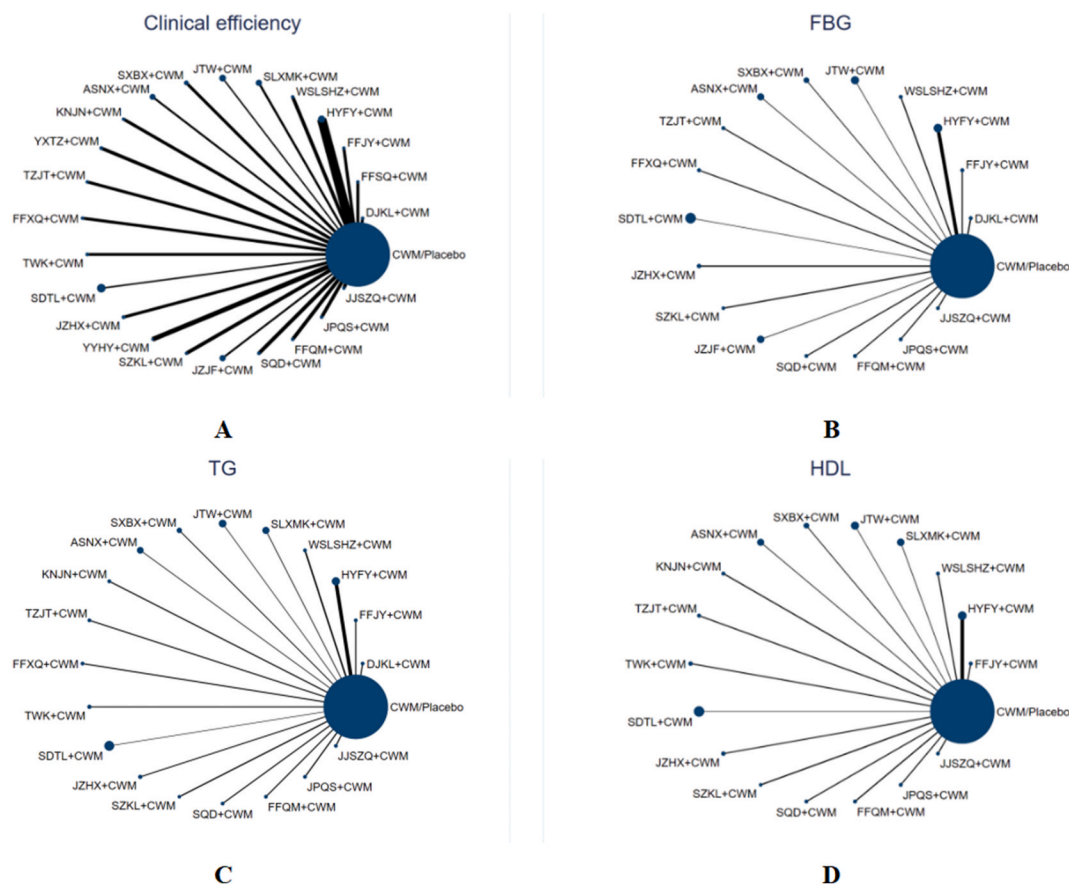 Clinical efficiency
JTW+CWM
SXBX+CWM
SLXMK+CWM
ASNX+CWM
WSLSHZ+CWM
KNJN+CWM
HYFY+CWM
YXTZ+CWM
FFJY+CWM
TZJT+CWM
FFSQ+CWM
FFXQ+CWM
DJKL+CWM
TWK+CWM
CWM/Placebo
SDTL+CWM
JJSZQ+CWM
JZHX+CWM
JPQS+CWM
YYHY+CWM
FFQM+CWM
SZKL+CWM
SQD+CWM
JZJF+CWM
A
FBG
JTW+CWM
SXBX+CWM
ASNX+CWM
WSLSHZ+CWM
TZJT+CWM
HYFY+CWM
FFXQ+CWM
FFJY+CWM
SDTL+CWM
DJKL+CWM
JZHX+CWM
CWM/Placebo
SZKL+CWM
JJSZQ+CWM
JZJF+CWM
JPQS+CWM
SQD+CWM
FFQM+CWM
B
TG
JTW+CWM
SXBX+CWM
SLXMK+CWM
ASNX+CWM
WSLSHZ+CWM
KNJN+CWM
HYFY+CWM
TZJT+CWM
FFJY+CWM
FFXQ+CWM
DJKL+CWM
TWK+CWM
CWM/Placebo
SDTL+CWM
JJSZQ+CWM
JZHX+CWM
JPQS+CWM
SZKL+CWM
FFQM+CWM
SQD+CWM
C
HDL
JTW+CWM
SXBX+CWM
SLXMK+CWM
ASNX+CWM
WSLSHZ+CWM
KNJN+CWM
HYFY+CWM
TZJT+CWM
FFJY+CWM
TWK+CWM
CWM/Placebo
SDTL+CWM
JJSZQ+CWM
JZHX+CWM
JPQS+CWM
SZKL+CWM
FFQM+CWM
SQD+CWM
D